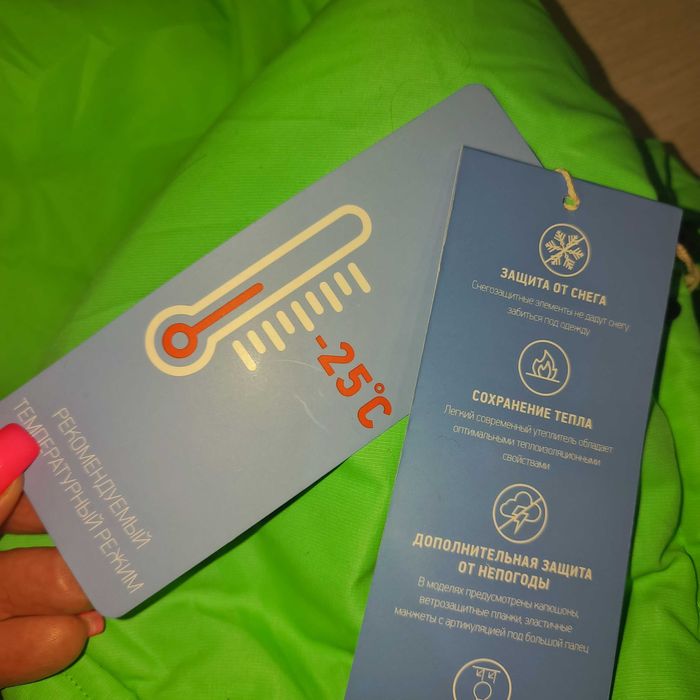 -25°C
РЕКОМЕНДУЕМЫЙ
ТЕМПЕРАТУРНЫЙ РЕЖИМ
ЗАЩИТА ОТ СНЕГА
Снегозащитные элементы не дадут снегу
забиться под одежду
СОХРАНЕНИЕ ТЕПЛА
Легкий современный утеплитель обладает
оптимальными теплоизоляционными
свойствами
ДОПОЛНИТЕЛЬНАЯ ЗАЩИТА
ОТ НЕПОГОДЫ
В моделях предусмотрены капюшоны,
ветрозащитные планки, эластичные
манжеты с артикуляцией под большой палец